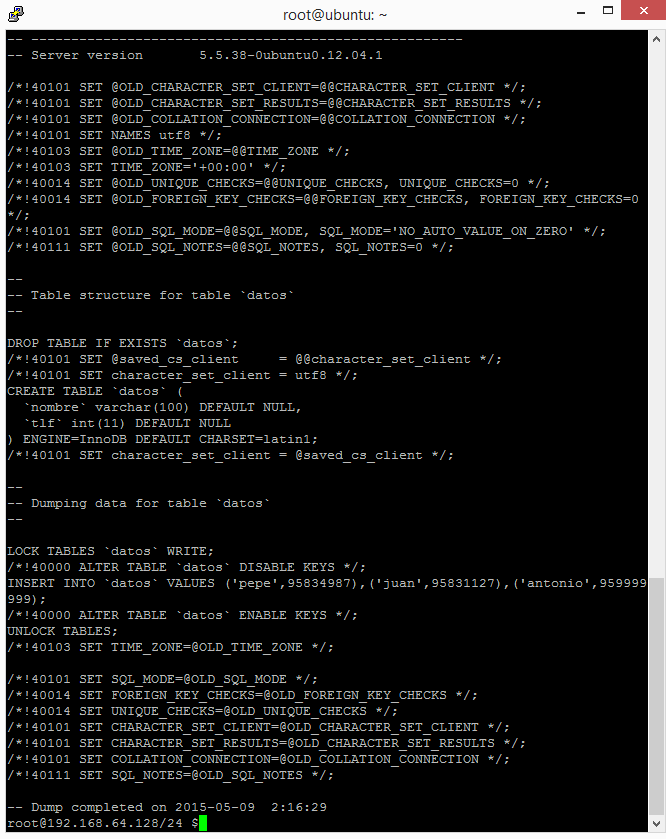 root@ubuntu: ~
-- ------------------------------------------------------
-- Server version       5.5.38-0ubuntu0.12.04.1

/*!40101 SET @OLD_CHARACTER_SET_CLIENT=@@CHARACTER_SET_CLIENT */;
/*!40101 SET @OLD_CHARACTER_SET_RESULTS=@@CHARACTER_SET_RESULTS */;
/*!40101 SET @OLD_COLLATION_CONNECTION=@@COLLATION_CONNECTION */;
/*!40101 SET NAMES utf8 */;
/*!40103 SET @OLD_TIME_ZONE=@@TIME_ZONE */;
/*!40103 SET TIME_ZONE='+00:00' */;
/*!40014 SET @OLD_UNIQUE_CHECKS=@@UNIQUE_CHECKS, UNIQUE_CHECKS=0 */;
/*!40014 SET @OLD_FOREIGN_KEY_CHECKS=@@FOREIGN_KEY_CHECKS, FOREIGN_KEY_CHECKS=0
*/;
/*!40101 SET @OLD_SQL_MODE=@@SQL_MODE, SQL_MODE='NO_AUTO_VALUE_ON_ZERO' */;
/*!40111 SET @OLD_SQL_NOTES=@@SQL_NOTES, SQL_NOTES=0 */;

--
-- Table structure for table `datos`
--

DROP TABLE IF EXISTS `datos`;
/*!40101 SET @saved_cs_client     = @@character_set_client */;
/*!40101 SET character_set_client = utf8 */;
CREATE TABLE `datos` (
  `nombre` varchar(100) DEFAULT NULL,
  `tlf` int(11) DEFAULT NULL
) ENGINE=InnoDB DEFAULT CHARSET=latin1;
/*!40101 SET character_set_client = @saved_cs_client */;

--
-- Dumping data for table `datos`
--

LOCK TABLES `datos` WRITE;
/*!40000 ALTER TABLE `datos` DISABLE KEYS */;
INSERT INTO `datos` VALUES ('pepe',95834987),('juan',95831127),('antonio',959999
999);
/*!40000 ALTER TABLE `datos` ENABLE KEYS */;
UNLOCK TABLES;
/*!40103 SET TIME_ZONE=@OLD_TIME_ZONE */;

/*!40101 SET SQL_MODE=@OLD_SQL_MODE */;
/*!40014 SET FOREIGN_KEY_CHECKS=@OLD_FOREIGN_KEY_CHECKS */;
/*!40014 SET UNIQUE_CHECKS=@OLD_UNIQUE_CHECKS */;
/*!40101 SET CHARACTER_SET_CLIENT=@OLD_CHARACTER_SET_CLIENT */;
/*!40101 SET CHARACTER_SET_RESULTS=@OLD_CHARACTER_SET_RESULTS */;
/*!40101 SET COLLATION_CONNECTION=@OLD_COLLATION_CONNECTION */;
/*!40111 SET SQL_NOTES=@OLD_SQL_NOTES */;

-- Dump completed on 2015-05-09  2:16:29
root@192.168.64.128/24 $